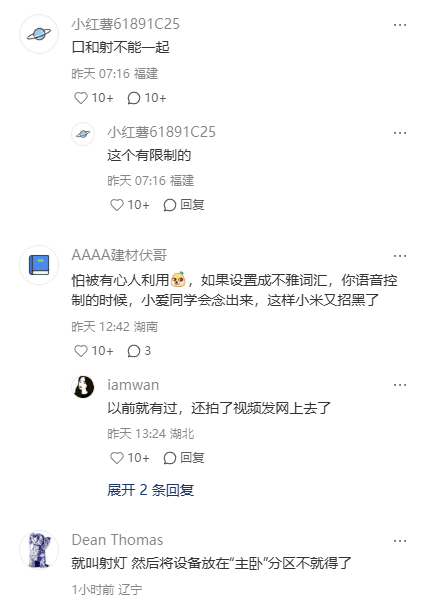 小红薯61891C25
口和射不能一起
昨天 07:16 福建
10+ 10+
小红薯61891C25
这个有限制的
昨天 07:16 福建
10+ 回复
AAAA建材伏哥
怕被有心人利用，如果设置成不雅词汇，你语音控
制的时候，小爱同学会念出来，这样小米又招黑了
昨天 12:42 湖南
10+ 3
iamwan
以前就有过，还拍了视频发网上去了
昨天 13:24 湖北
10+ 回复
展开 2 条回复
Dean Thomas
就叫射灯 然后将设备放在“主卧”分区不就得了
1小时前 辽宁